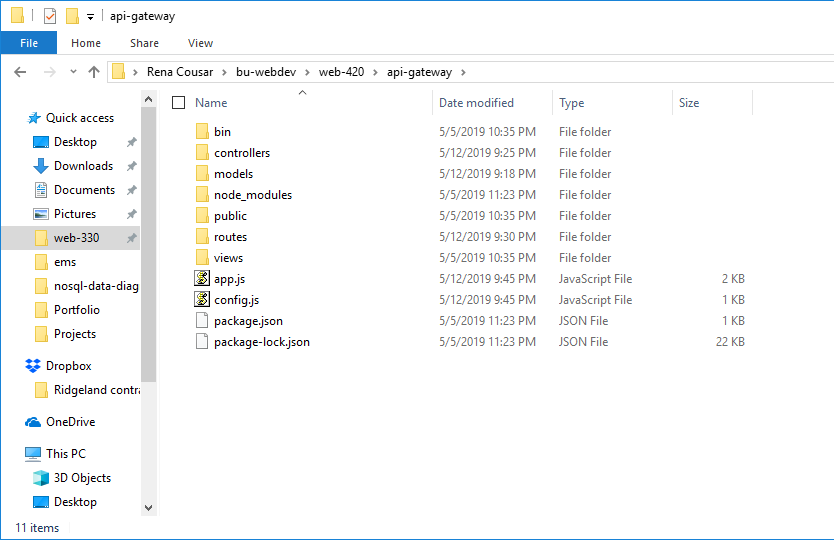 api-gateway
File Home Share View
Rena Cousar bu-webdev web-420 api-gateway
Quick access
Desktop
Downloads
Documents
Pictures
web-330
ems
nosql-data-diag
Portfolio
Projects
Dropbox
Ridgeland contra
OneDrive
This PC
3D Objects
Desktop
Name Date modified Type Size
bin 5/5/2019 10:35 PM File folder
controllers 5/12/2019 9:25 PM File folder
models 5/12/2019 9:18 PM File folder
node_modules 5/5/2019 11:23 PM File folder
public 5/5/2019 10:35 PM File folder
routes 5/12/2019 9:30 PM File folder
views 5/5/2019 10:35 PM File folder
app.js 5/12/2019 9:45 PM JavaScript File 2 KB
config.js 5/12/2019 9:45 PM JavaScript File 1 KB
package.json 5/5/2019 11:23 PM JSON File 1 KB
package-lock.json 5/5/2019 11:23 PM JSON File 22 KB
11 items